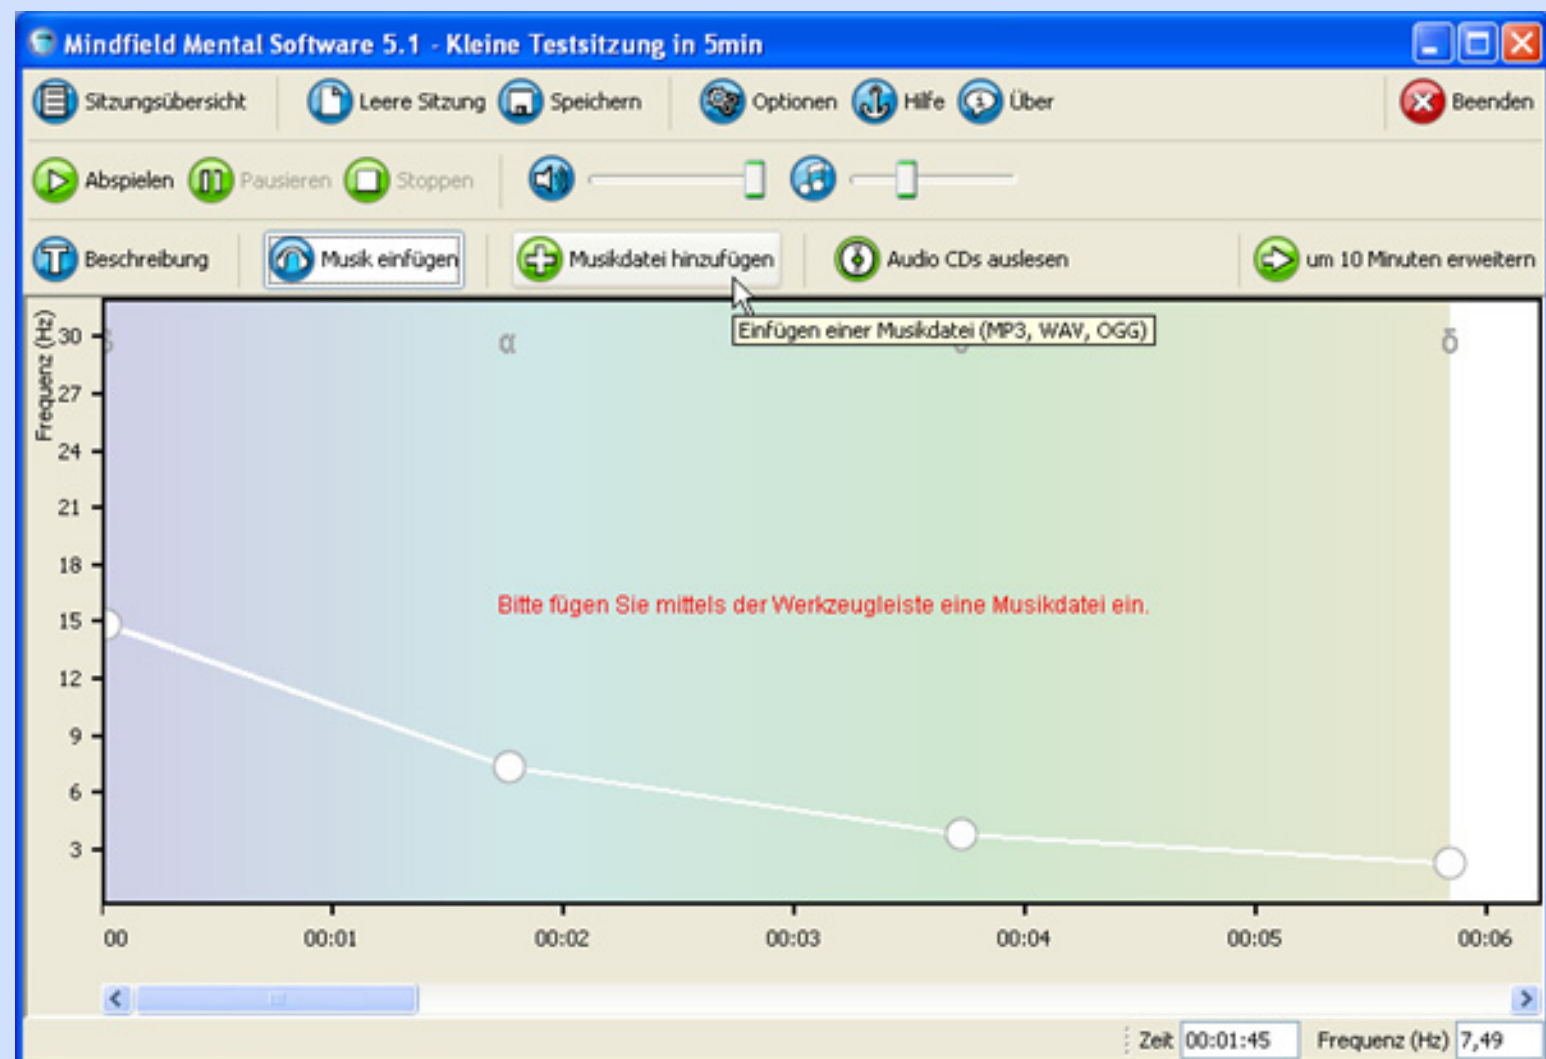 Mindfield Mental Software 5.1 - Kleine Testsitzung in 5min
Sitzungsübersicht Leere Sitzung Speichern Optionen Hilfe Über Beenden
Abspielen Pausieren Stoppen
Beschreibung Musik einfügen Musikdatei hinzufügen Audio CDs auslesen um 10 Minuten erweitern
Einfügen einer Musikdatei (MP3, WAV, OGG)
Frequenz (Hz)
α δ
30
27
24
21
18
15
12
9
6
3
Bitte fügen Sie mittels der Werkzeugleiste eine Musikdatei ein.
00 00:01 00:02 00:03 00:04 00:05 00:06
Zeit 00:01:45 Frequenz (Hz) 7,49